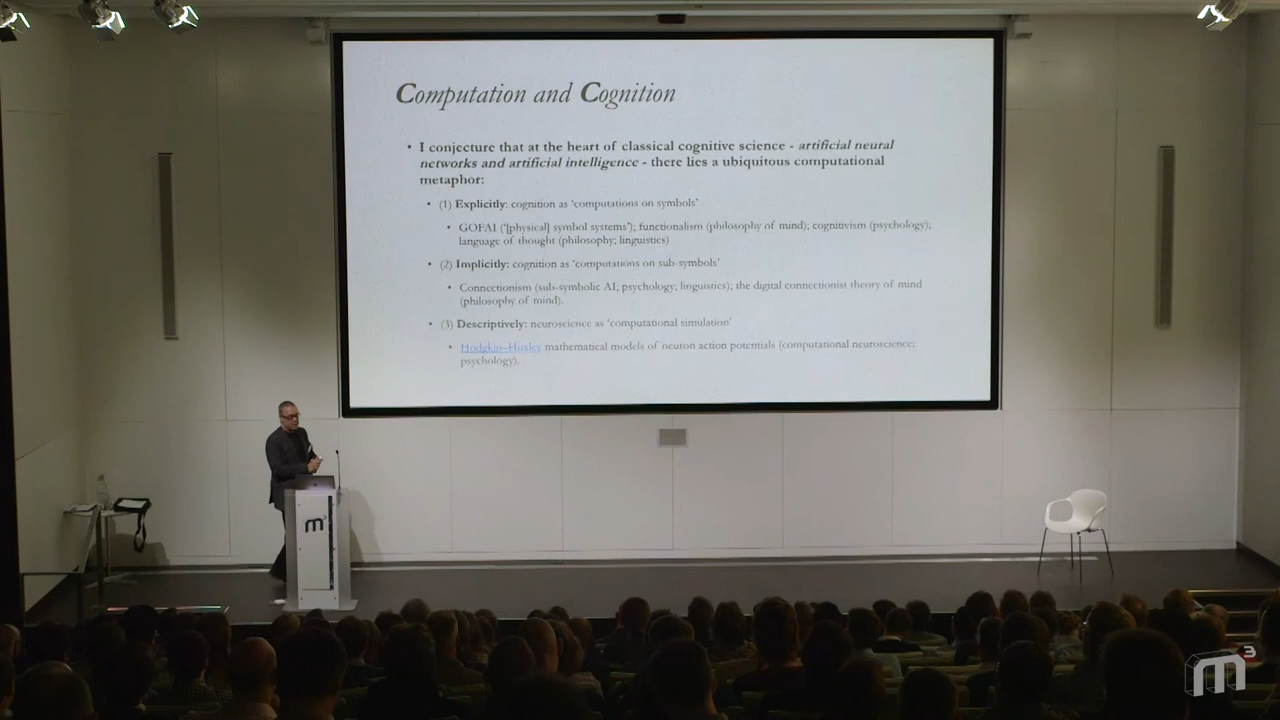 Computation and Cognition
• I conjecture that at the heart of classical cognitive science - artificial neural
networks and artificial intelligence - there lies a ubiquitous computational
metaphor:
• (1) Explicitly: cognition as ‘computations on symbols’
• GOFAI (‘[physical] symbol systems’); functionalism (philosophy of mind); cognitivism (psychology);
language of thought (philosophy; linguistics)
• (2) Implicitly: cognition as ‘computations on sub-symbols’
• Connectionism (sub-symbolic AI; psychology; linguistics); the digital connectionist theory of mind
(philosophy of mind).
• (3) Descriptively: neuroscience as ‘computational simulation’
• Hodgkin–Huxley mathematical models of neuron action potentials (computational neuroscience;
psychology).
m3
m3